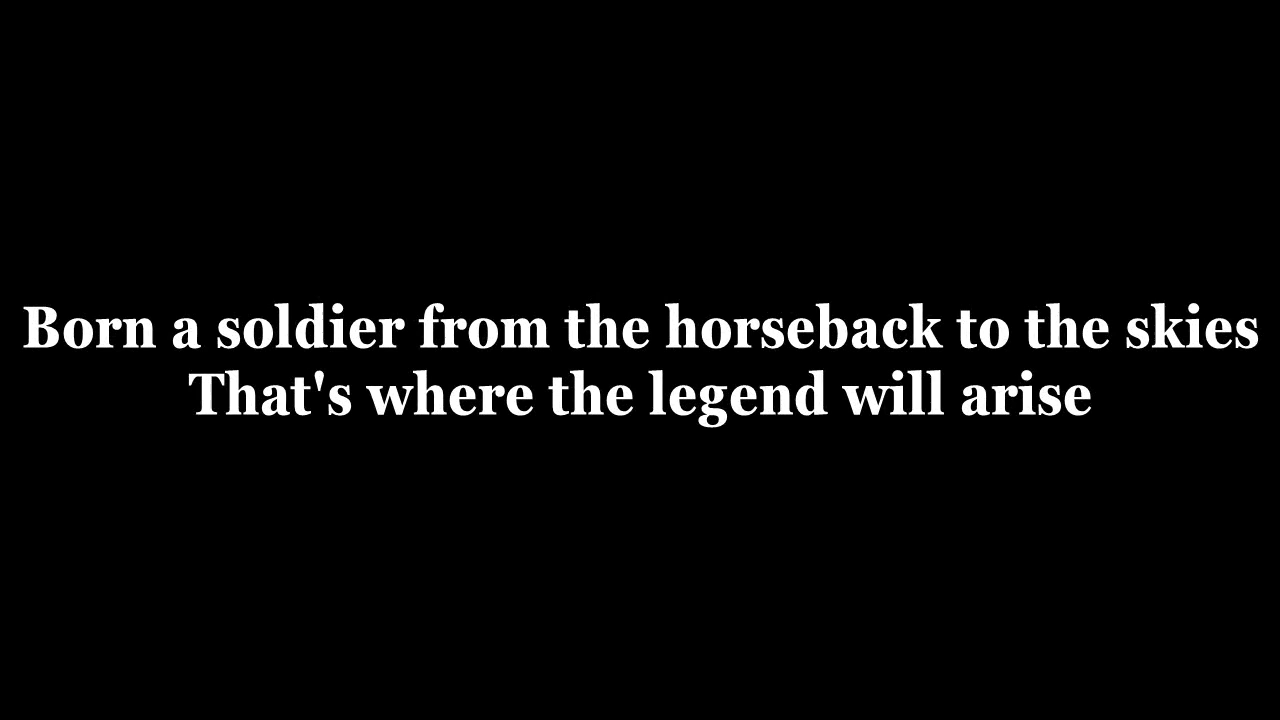 Born a soldier from the horseback to the skies
That's where the legend will arise